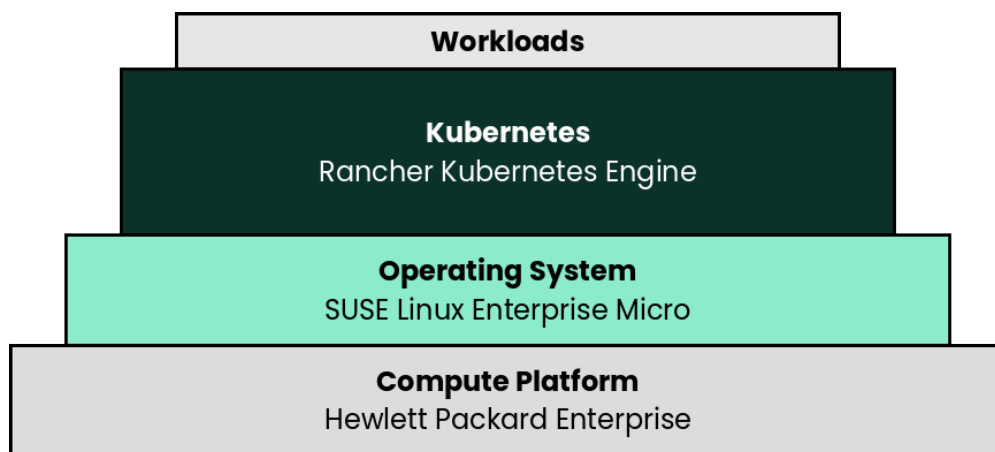 Workloads
Kubernetes
Rancher Kubernetes Engine
Operating System
SUSE Linux Enterprise Micro
Compute Platform
Hewlett Packard Enterprise